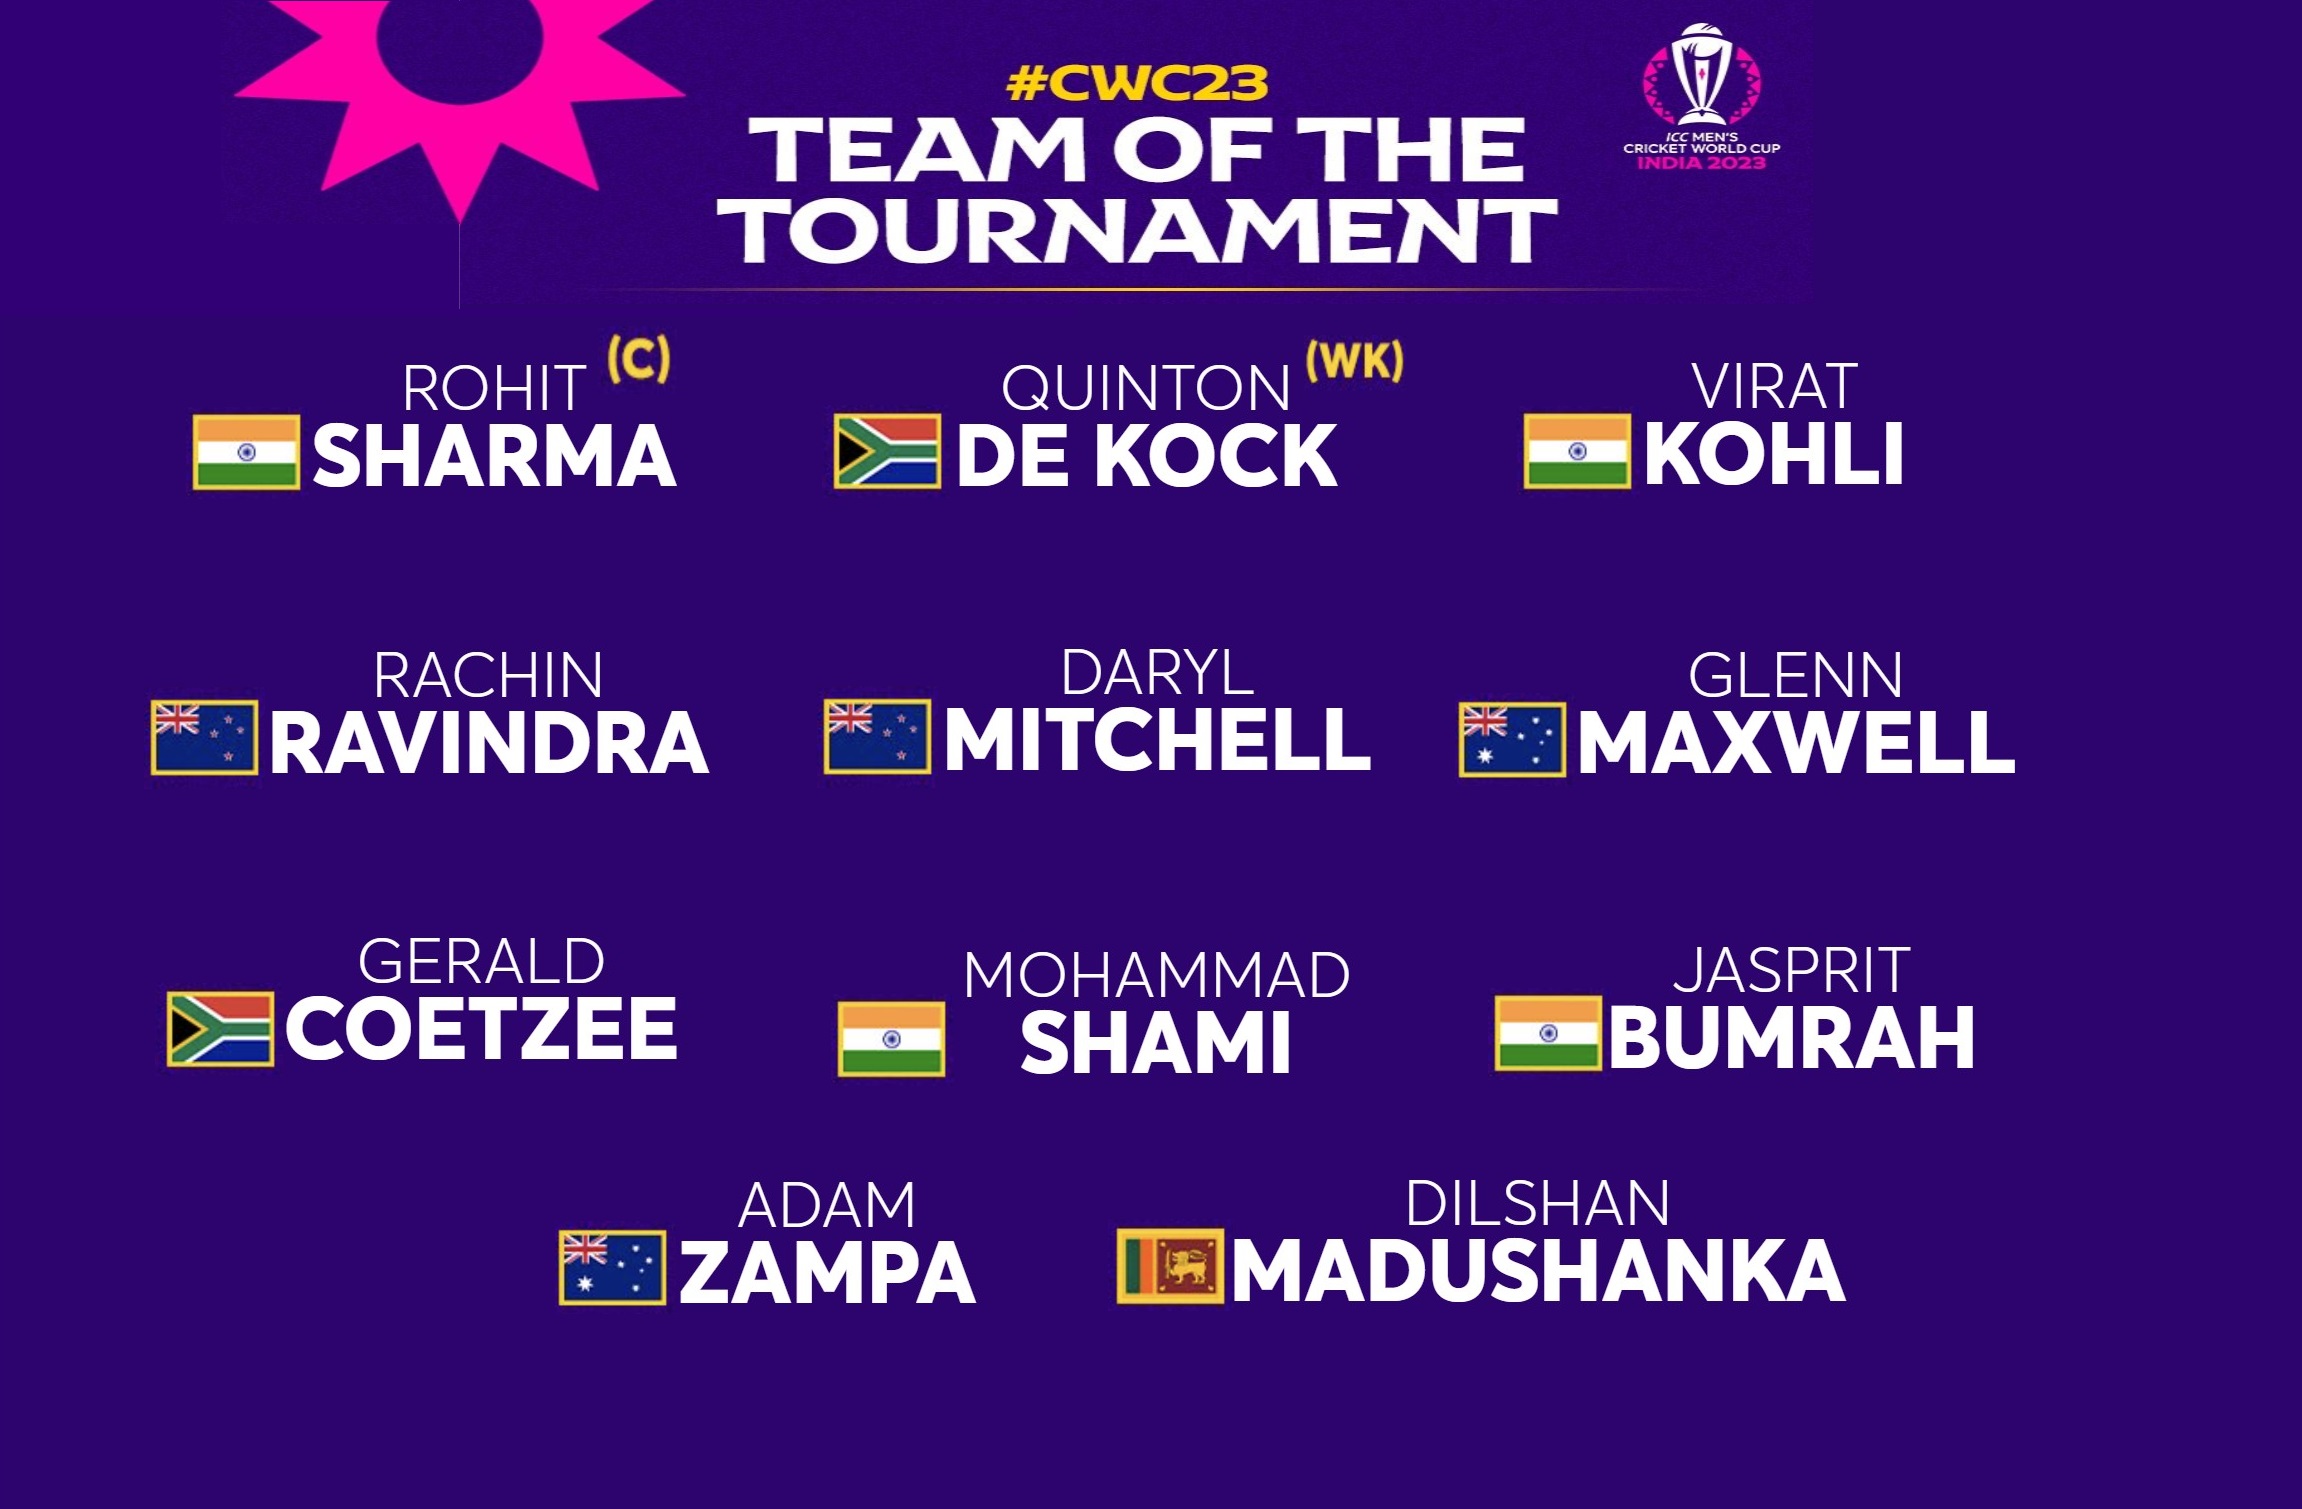 #CWC23
TEAM OF THE
TOURNAMENT
ICC MEN'S
CRICKET WORLD CUP
INDIA 2023
ROHIT (C)
SHARMA
QUINTON (WK)
DE KOCK
VIRAT
KOHLI
RACHIN
RAVINDRA
DARYL
MITCHELL
GLENN
MAXWELL
GERALD
COETZEE
MOHAMMAD
SHAMI
JASPRIT
BUMRAH
ADAM
ZAMPA
DILSHAN
MADUSHANKA